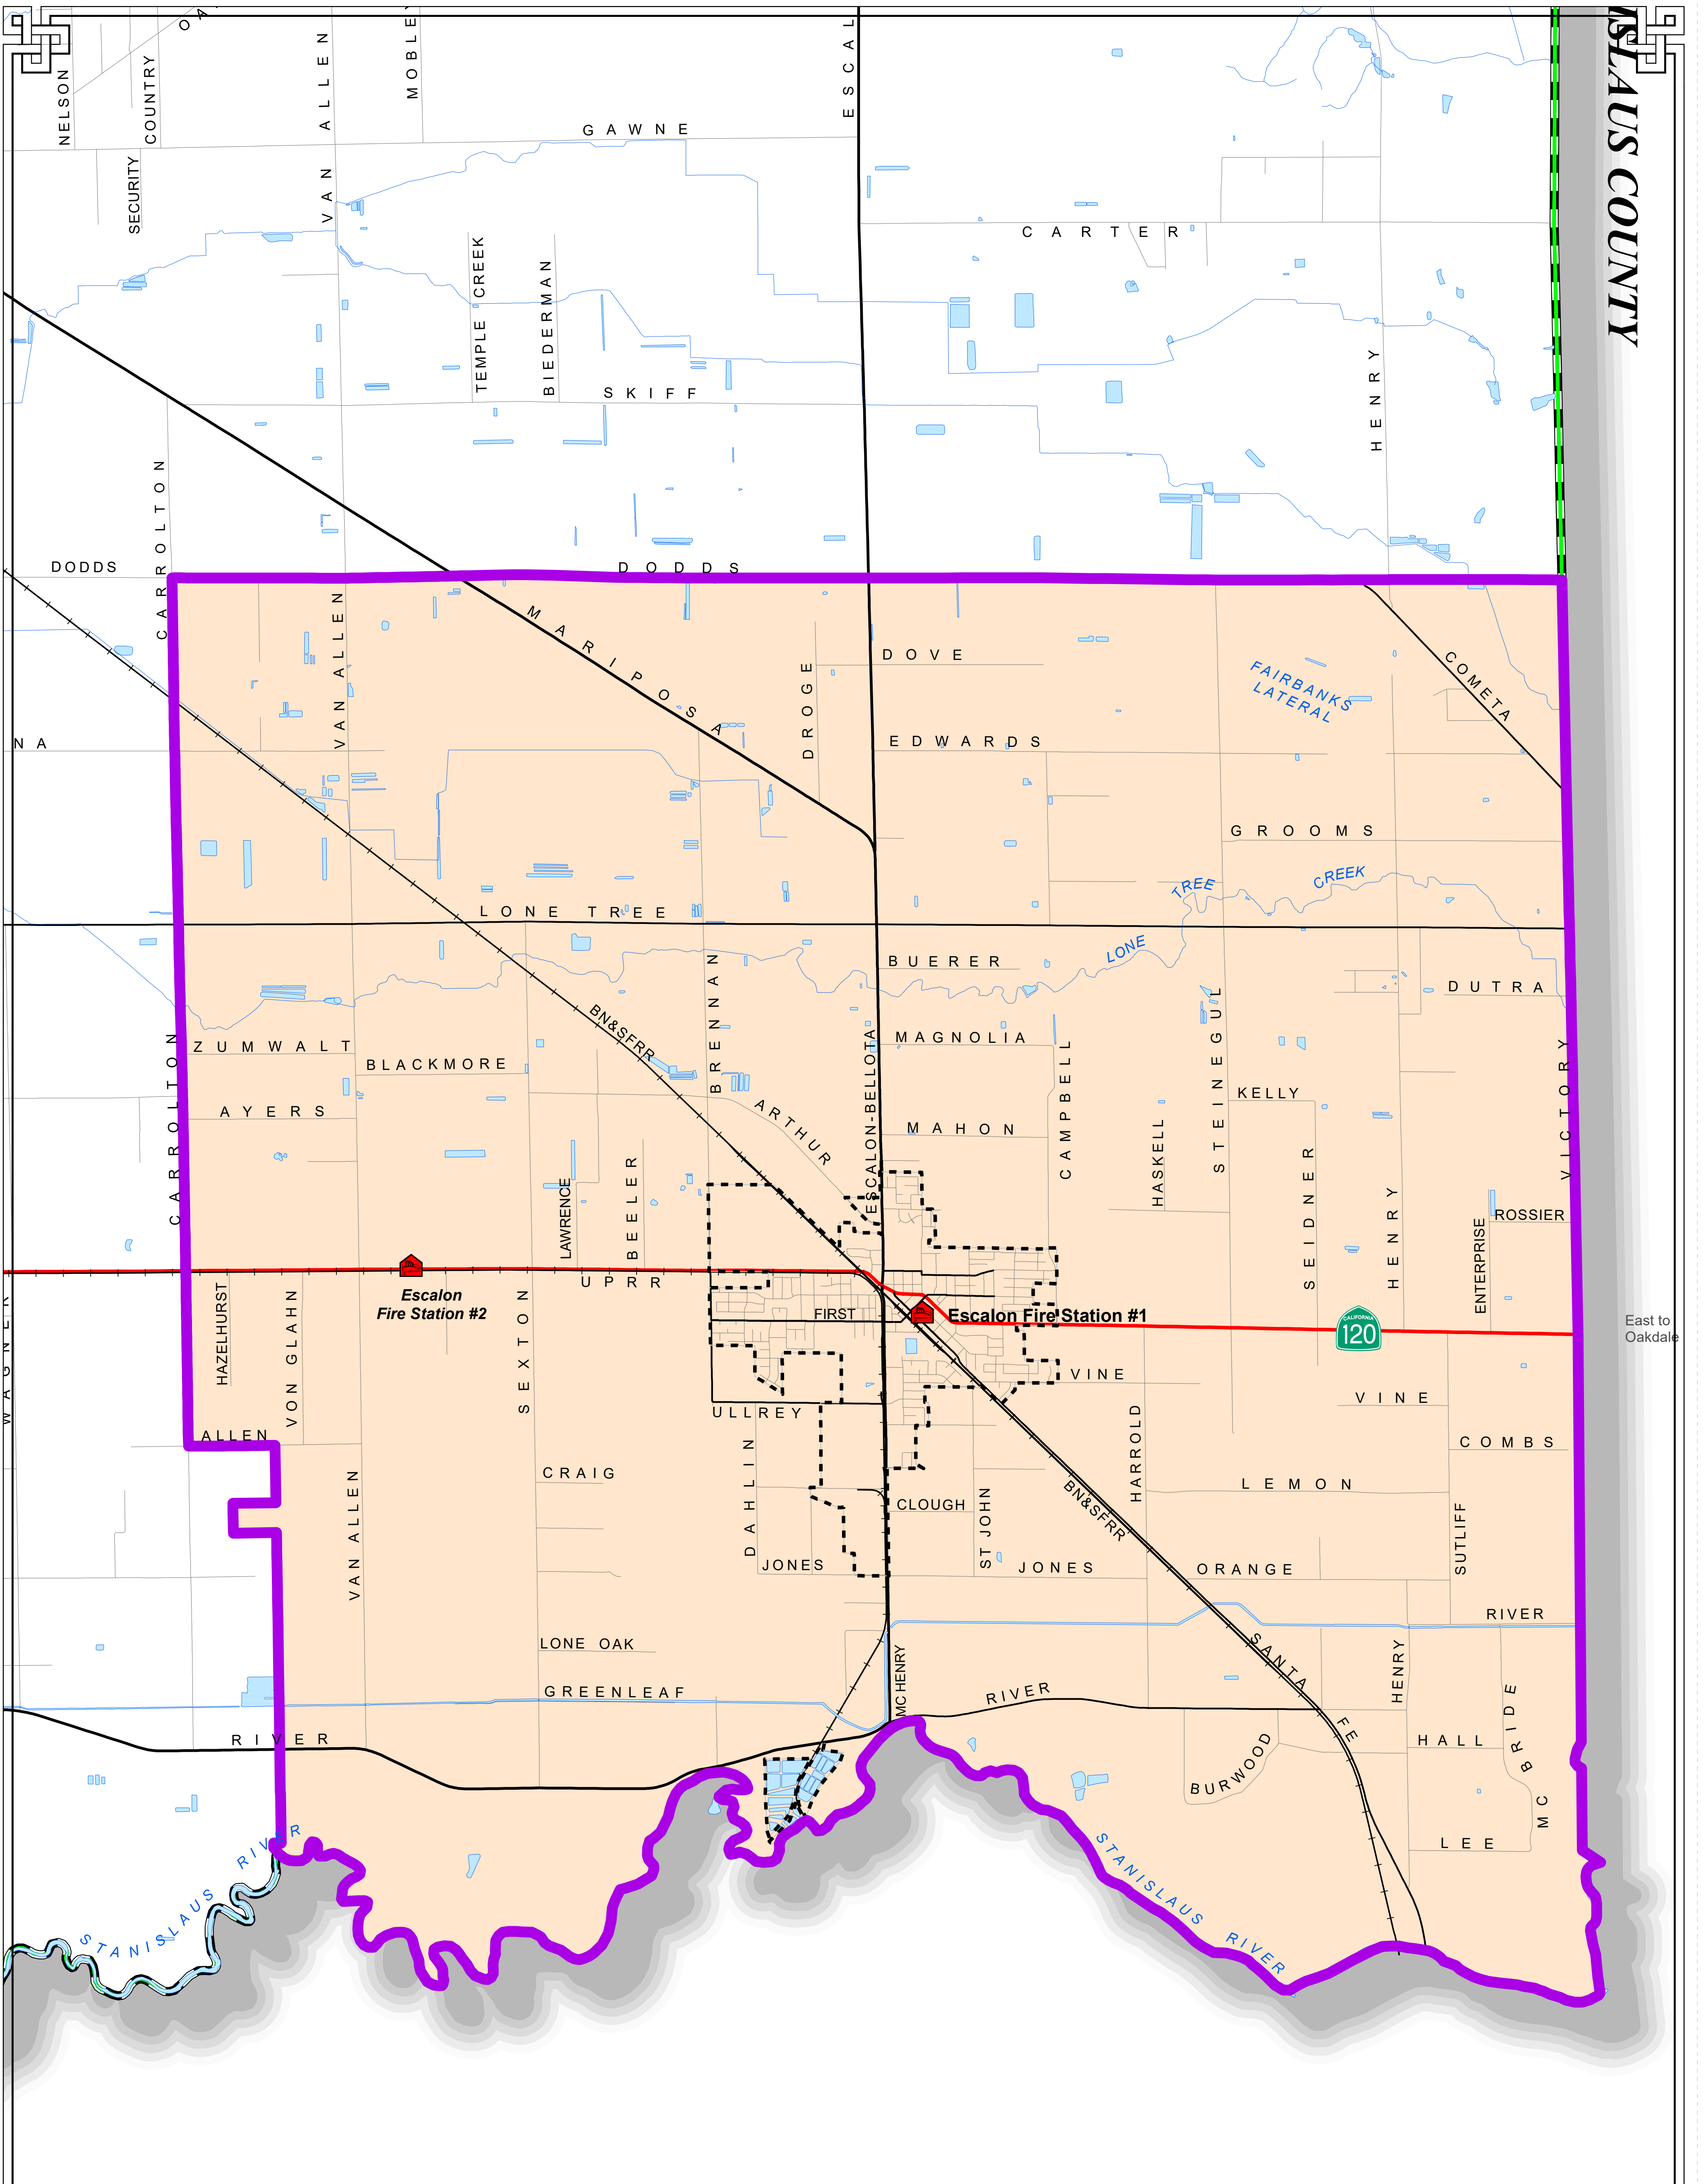 NELSON
COUNTRY
OA
SECURITY
VAN ALLEN
MOBLEY
GAWNE
ESCAL
CARTER
ISLAUS COUNTY
TEMPLE CREEK
BIEDERMAN
SKIFF
HENRY
CARROLTON
DODDS
DODDS
VAN ALLEN
MARIPOSA
DROGE
DOVE
FAIRBANKS
LATERAL
COMETA
NA
EDWARDS
GROOMS
TREE
CREEK
LONE TREE
LONE
BUERER
DUTRA
BRENNAN
BN&SFRR
ZUMWALT
BLACKMORE
MAGNOLIA
ESCALON-BELLOTA
CAMPBELL
STEINEGUL
VICTORY
CARROLTON
AYERS
ARTHUR
MAHON
KELLY
HASKELL
SEIDNER
HENRY
LAWRENCE
BEELER
ROSSIER
ENTERPRISE
UPRR
Escalon
Fire Station #2
FIRST
Escalon Fire Station #1
CALIFORNIA
120
East to
Oakdale
WAGNER
HAZELHURST
VON GLAHN
SEXTON
VINE
VINE
ULLREY
ALLEN
DAHLIN
HARROLD
COMBS
CRAIG
LEMON
VAN ALLEN
CLOUGH
ST JOHN
BN&SFRR
SUTLIFF
JONES
JONES
ORANGE
RIVER
LONE OAK
MC HENRY
SANTA FE
HENRY
GREENLEAF
RIVER
MC BRIDE
RIVER
HALL
BURWOOD
LEE
STANISLAUS RIVER
STANISLAUS RIVER